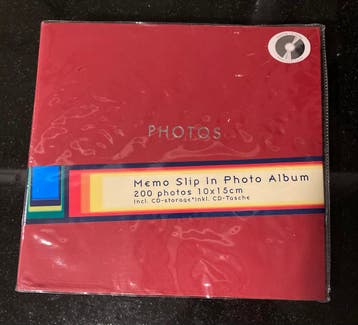 PHOTOS
Memo Slip In Photo Album
200 photos 10x15cm
Incl. CD-storage*Inkl. CD-Tasche